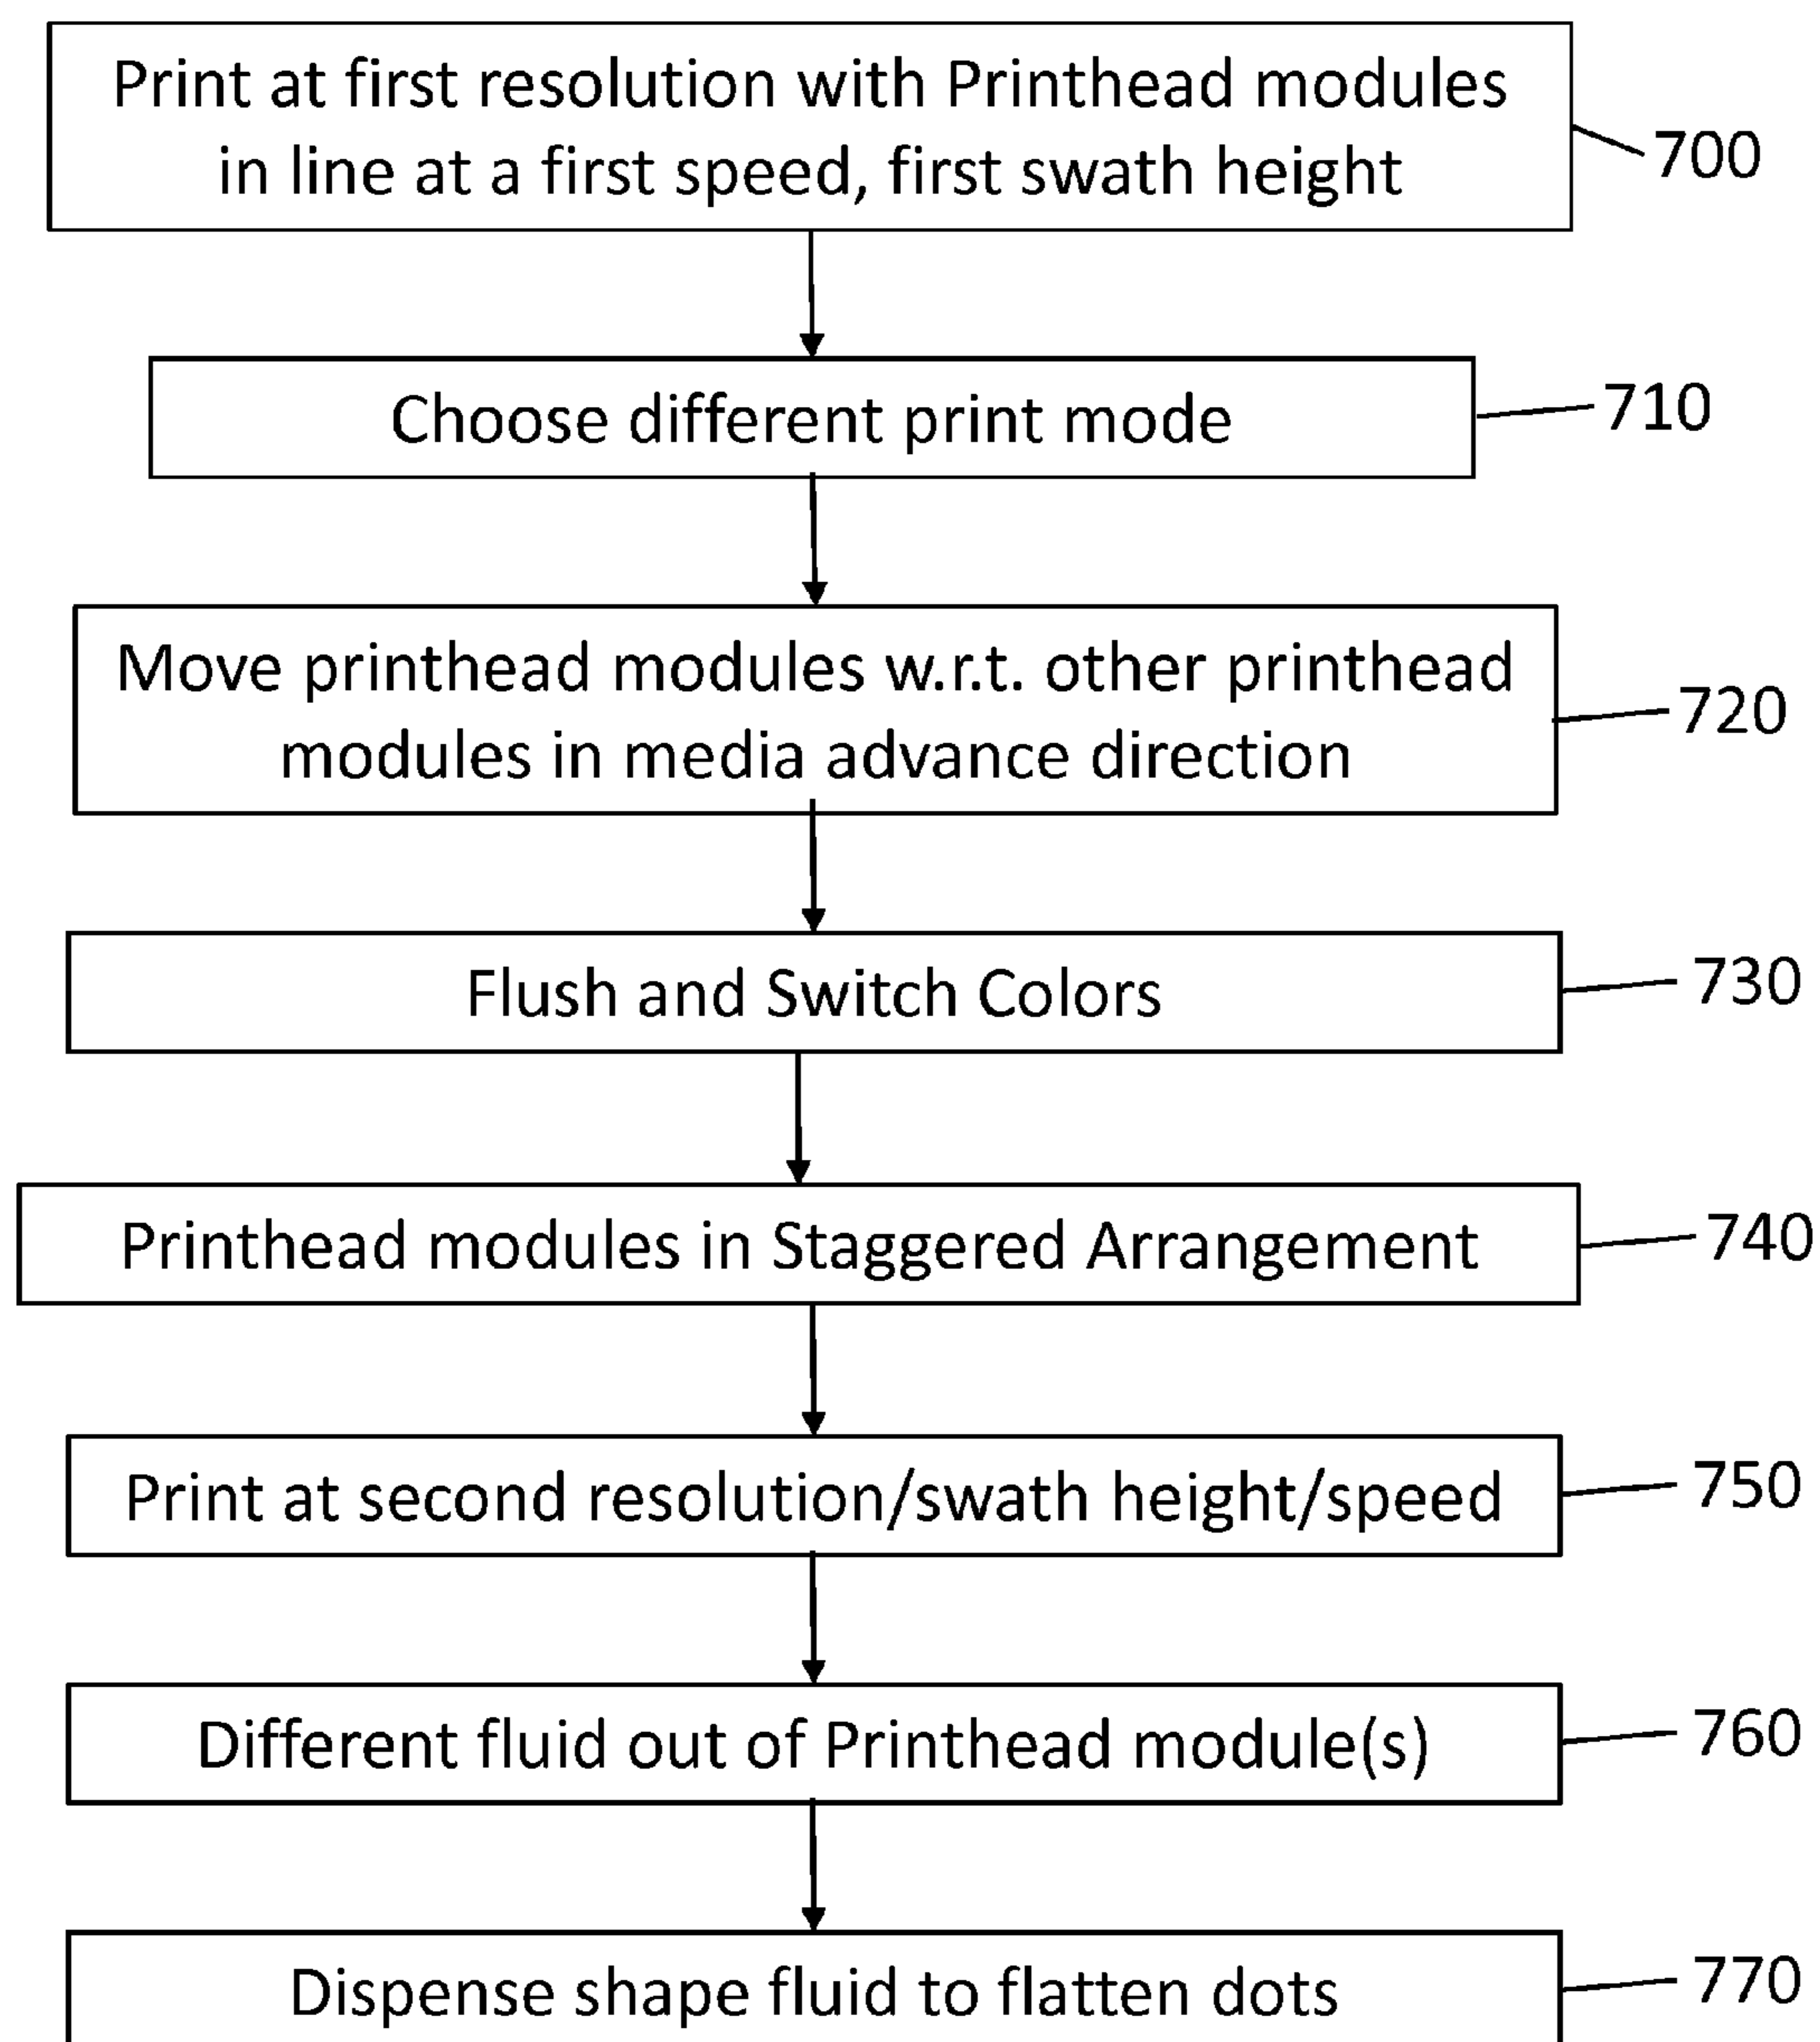 Print at first resolution with Printhead modules
in line at a first speed, first swath height
700
Choose different print mode
710
Move printhead modules w.r.t. other printhead
modules in media advance direction
720
Flush and Switch Colors
730
Printhead modules in Staggered Arrangement
740
Print at second resolution/swath height/speed
750
Different fluid out of Printhead module(s)
760
Dispense shape fluid to flatten dots
770